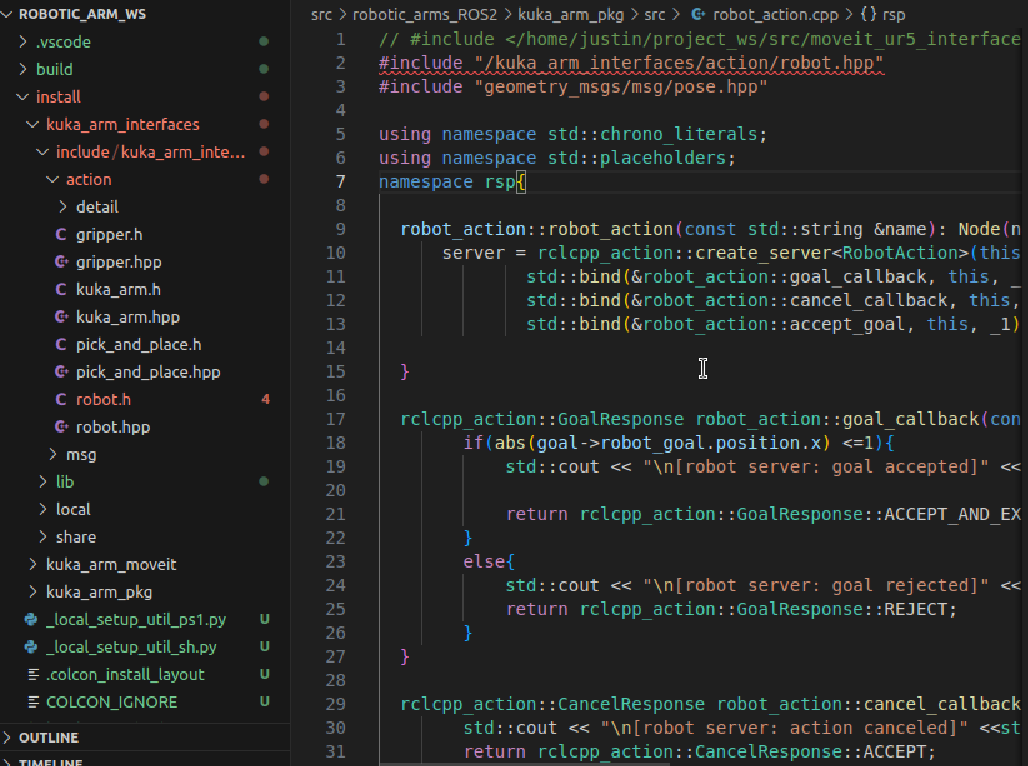 ROBOTIC_ARM_WS
.vscode
build
install
kuka_arm_interfaces
include/kuka_arm_inte...
action
detail
gripper.h
gripper.hpp
kuka_arm.h
kuka_arm.hpp
pick_and_place.h
pick_and_place.hpp
robot.h 4
robot.hpp
msg
lib
local
share
kuka_arm_moveit
kuka_arm_pkg
_local_setup_util_ps1.py U
_local_setup_util_sh.py U
.colcon_install_layout U
COLCON_IGNORE U
OUTLINE
TIMELINE
src > robotic_arms_ROS2 > kuka_arm_pkg > src > robot_action.cpp > {} rsp
1 // #include </home/justin/project_ws/src/moveit_ur5_interface
2 #include "/kuka_arm_interfaces/action/robot.hpp"
3 #include "geometry_msgs/msg/pose.hpp"
4
5 using namespace std::chrono_literals;
6 using namespace std::placeholders;
7 namespace rsp{
8
9 robot_action::robot_action(const std::string &name): Node(n
10 server = rclcpp_action::create_server<RobotAction>(this
11 std::bind(&robot_action::goal_callback, this, _
12 std::bind(&robot_action::cancel_callback, this,
13 std::bind(&robot_action::accept_goal, this, _1)
14
15 }
16
17 rclcpp_action::GoalResponse robot_action::goal_callback(con
18 if(abs(goal->robot_goal.position.x) <=1){
19 std::cout << "\n[robot server: goal accepted]" <<
20
21 return rclcpp_action::GoalResponse::ACCEPT_AND_EX
22 }
23 else{
24 std::cout << "\n[robot server: goal rejected]" <<
25 return rclcpp_action::GoalResponse::REJECT;
26 }
27 }
28
29 rclcpp_action::CancelResponse robot_action::cancel_callback
30 std::cout << "\n[robot server: action canceled]" <<st
31 return rclcpp_action::CancelResponse::ACCEPT;